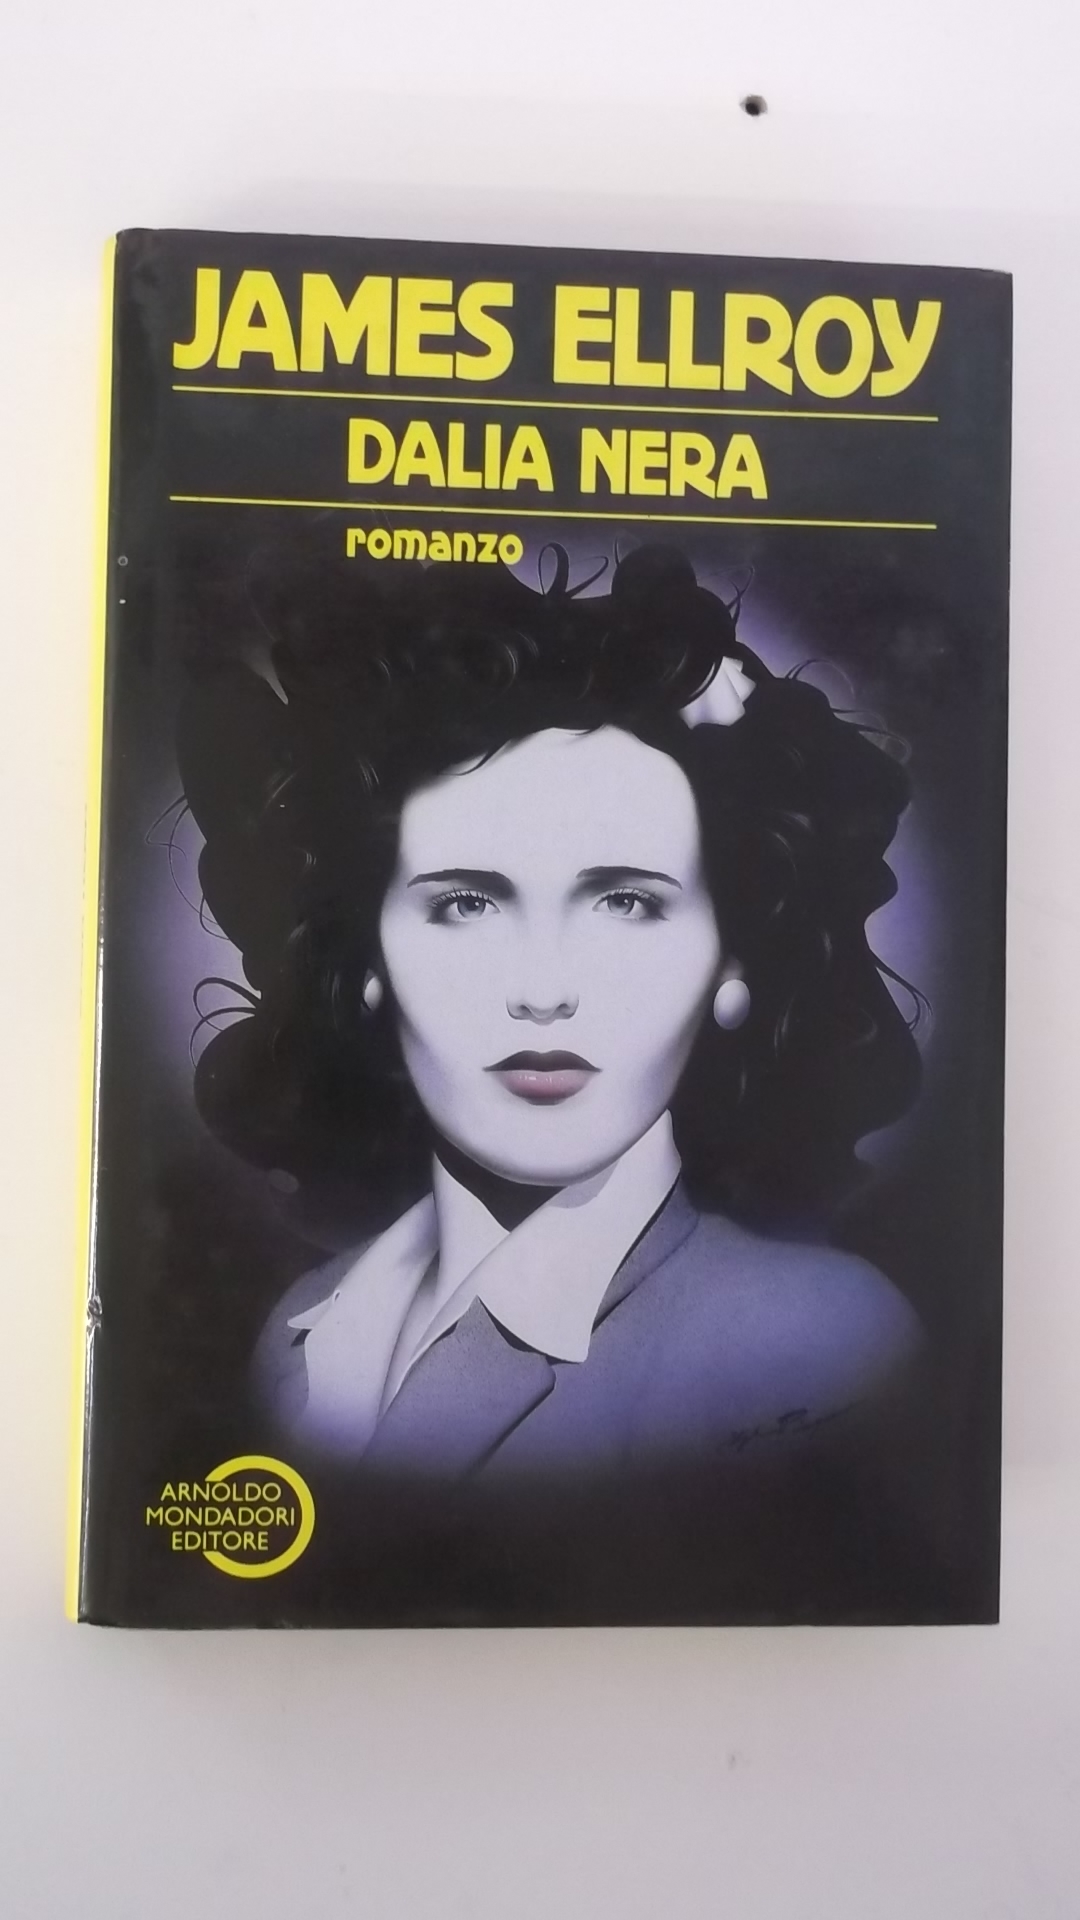 JAMES ELLROY
DALIA NERA
romanzo
ARNOLDO
MONDADORI
EDITORE